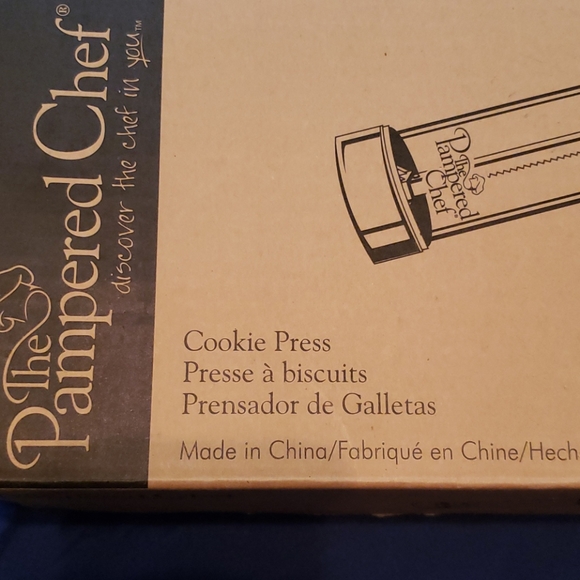 The
Pampered Chef®
discover the chef in you™
The
Pampered
Chef
Cookie Press
Presse à biscuits
Prensador de Galletas
Made in China/Fabriqué en Chine/Hech